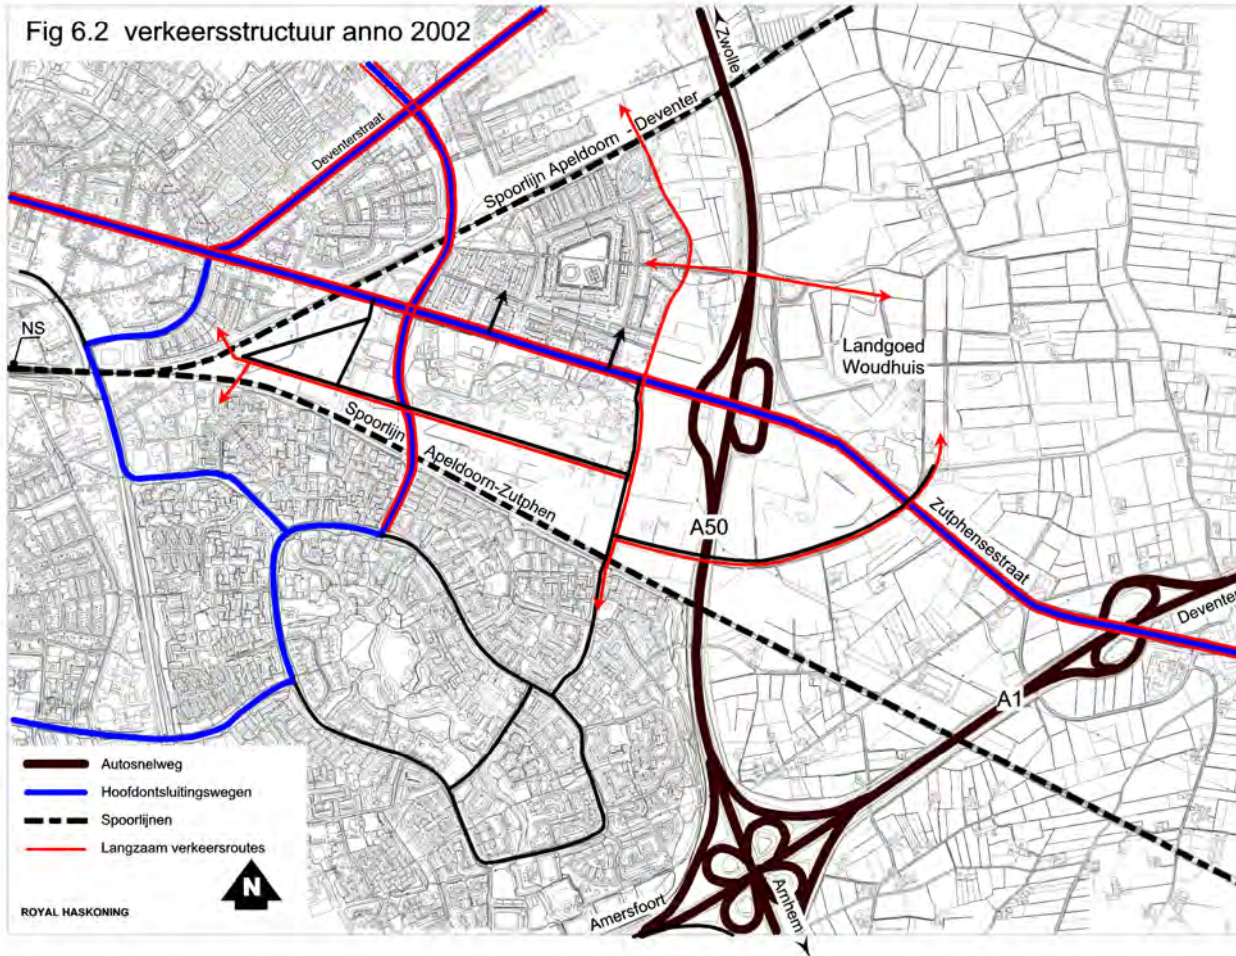 Fig 6.2 verkeersstructuur anno 2002
Zwolle
Deventerstraat
Spoorlijn Apeldoorn - Deventer
NS
Landgoed
Woudhuis
Spoorlijn Apeldoorn-Zutphen
A50
Zutphensestraat
Deventer
A1
Autosnelweg
Hoofdontsluitingswegen
Spoorlijnen
Langzaam verkeersroutes
N
ROYAL HASKONING
Amersfoort
Arnhem